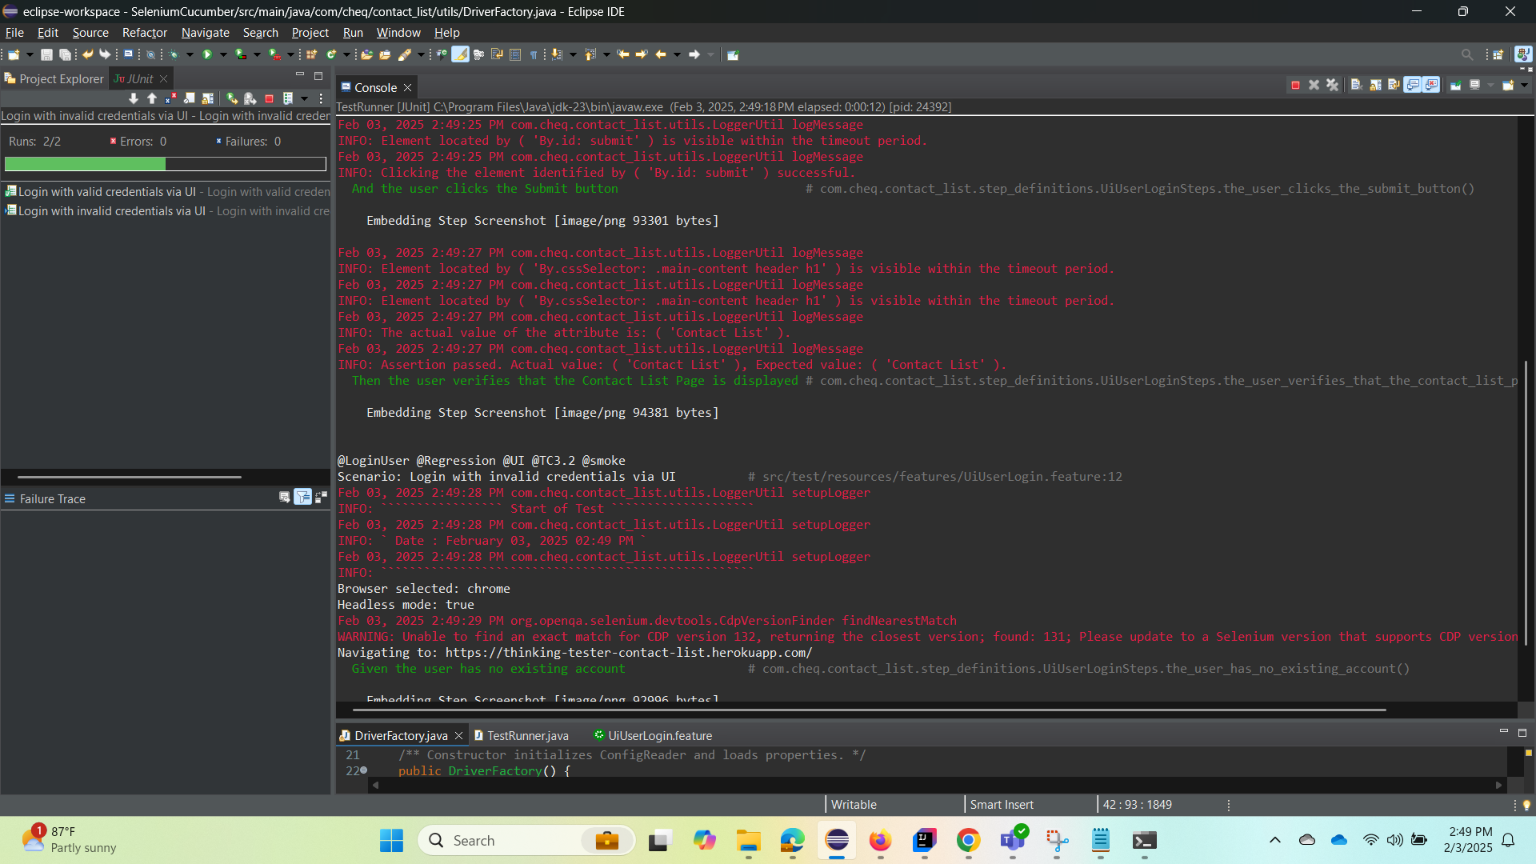 eclipse-workspace - SeleniumCucumber/src/main/java/com/cheq/contact_list/utils/DriverFactory.java - Eclipse IDE
File Edit Source Refactor Navigate Search Project Run Window Help
Project Explorer JUnit
Login with invalid credentials via UI - Login with invalid creder
Runs: 2/2 Errors: 0 Failures: 0
Login with valid credentials via UI - Login with valid creden
Login with invalid credentials via UI - Login with invalid cre
Failure Trace
Console
TestRunner [JUnit] C:\Program Files\Java\jdk-23\bin\javaw.exe (Feb 3, 2025, 2:49:18 PM elapsed: 0:00:12) [pid: 24392]
Feb 03, 2025 2:49:25 PM com.cheq.contact_list.utils.LoggerUtil logMessage
INFO: Element located by ( 'By.id: submit' ) is visible within the timeout period.
Feb 03, 2025 2:49:25 PM com.cheq.contact_list.utils.LoggerUtil logMessage
INFO: Clicking the element identified by ( 'By.id: submit' ) successful.
And the user clicks the Submit button # com.cheq.contact_list.step_definitions.UiUserLoginSteps.the_user_clicks_the_submit_button()
Embedding Step Screenshot [image/png 93301 bytes]
Feb 03, 2025 2:49:27 PM com.cheq.contact_list.utils.LoggerUtil logMessage
INFO: Element located by ( 'By.cssSelector: .main-content header h1' ) is visible within the timeout period.
Feb 03, 2025 2:49:27 PM com.cheq.contact_list.utils.LoggerUtil logMessage
INFO: Element located by ( 'By.cssSelector: .main-content header h1' ) is visible within the timeout period.
Feb 03, 2025 2:49:27 PM com.cheq.contact_list.utils.LoggerUtil logMessage
INFO: The actual value of the attribute is: ( 'Contact List' ).
Feb 03, 2025 2:49:27 PM com.cheq.contact_list.utils.LoggerUtil logMessage
INFO: Assertion passed. Actual value: ( 'Contact List' ), Expected value: ( 'Contact List' ).
Then the user verifies that the Contact List Page is displayed # com.cheq.contact_list.step_definitions.UiUserLoginSteps.the_user_verifies_that_the_contact_list_p
Embedding Step Screenshot [image/png 94381 bytes]
@LoginUser @Regression @UI @TC3.2 @smoke
Scenario: Login with invalid credentials via UI # src/test/resources/features/UiUserLogin.feature:12
Feb 03, 2025 2:49:28 PM com.cheq.contact_list.utils.LoggerUtil setupLogger
INFO: ````````````````` Start of Test ````````````````````
Feb 03, 2025 2:49:28 PM com.cheq.contact_list.utils.LoggerUtil setupLogger
INFO: ` Date : February 03, 2025 02:49 PM `
Feb 03, 2025 2:49:28 PM com.cheq.contact_list.utils.LoggerUtil setupLogger
INFO: ````````````````````````````````````````````````````
Browser selected: chrome
Headless mode: true
Feb 03, 2025 2:49:29 PM org.openqa.selenium.devtools.CdpVersionFinder findNearestMatch
WARNING: Unable to find an exact match for CDP version 132, returning the closest version; found: 131; Please update to a Selenium version that supports CDP version
Navigating to: https://thinking-tester-contact-list.herokuapp.com/
Given the user has no existing account # com.cheq.contact_list.step_definitions.UiUserLoginSteps.the_user_has_no_existing_account()
Embedding Step Screenshot [image/png 92996 bytes]
DriverFactory.java TestRunner.java UiUserLogin.feature
21 /** Constructor initializes ConfigReader and loads properties. */
22 public DriverFactory() {
Writable Smart Insert 42 : 93 : 1849
1 87°F
Partly sunny
Search
2:49 PM
2/3/2025